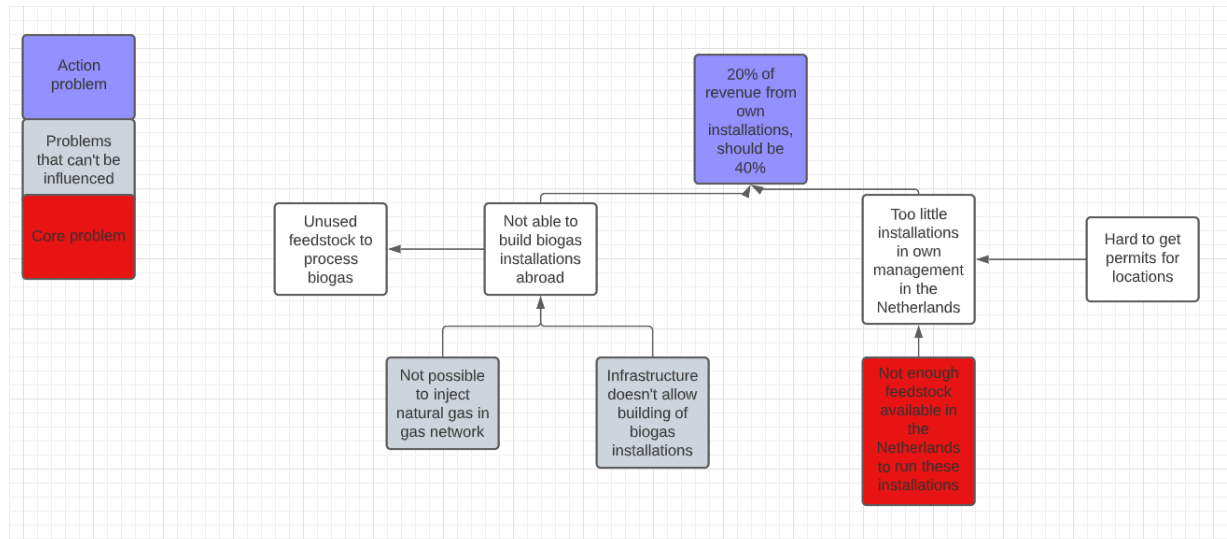 Action
problem
Problems
that can't be
influenced
Core problem
20% of
revenue from
own
installations,
should be
40%
Unused
feedstock to
process
biogas
Not able to
build biogas
installations
abroad
Too little
installations
in own
management
in the
Netherlands
Hard to get
permits for
locations
Not possible
to inject
natural gas in
gas network
Infrastructure
doesn't allow
building of
biogas
installations
Not enough
feedstock
available in
the
Netherlands
to run these
installations